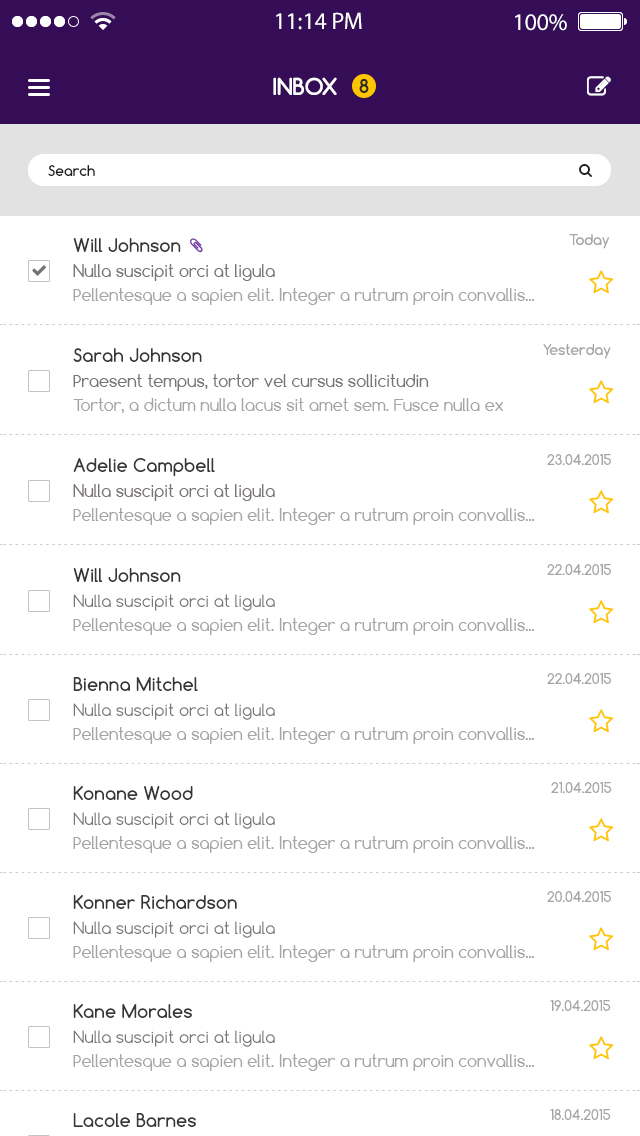 11:14 PM 100%
INBOX 8
Search
Will Johnson Today
Nulla suscipit orci at ligula
Pellentesque a sapien elit. Integer a rutrum proin convallis...
Sarah Johnson Yesterday
Praesent tempus, tortor vel cursus sollicitudin
Tortor, a dictum nulla lacus sit amet sem. Fusce nulla ex
Adelie Campbell 23.04.2015
Nulla suscipit orci at ligula
Pellentesque a sapien elit. Integer a rutrum proin convallis...
Will Johnson 22.04.2015
Nulla suscipit orci at ligula
Pellentesque a sapien elit. Integer a rutrum proin convallis...
Bienna Mitchel 22.04.2015
Nulla suscipit orci at ligula
Pellentesque a sapien elit. Integer a rutrum proin convallis...
Konane Wood 21.04.2015
Nulla suscipit orci at ligula
Pellentesque a sapien elit. Integer a rutrum proin convallis...
Konner Richardson 20.04.2015
Nulla suscipit orci at ligula
Pellentesque a sapien elit. Integer a rutrum proin convallis...
Kane Morales 19.04.2015
Nulla suscipit orci at ligula
Pellentesque a sapien elit. Integer a rutrum proin convallis...
Lacole Barnes 18.04.2015